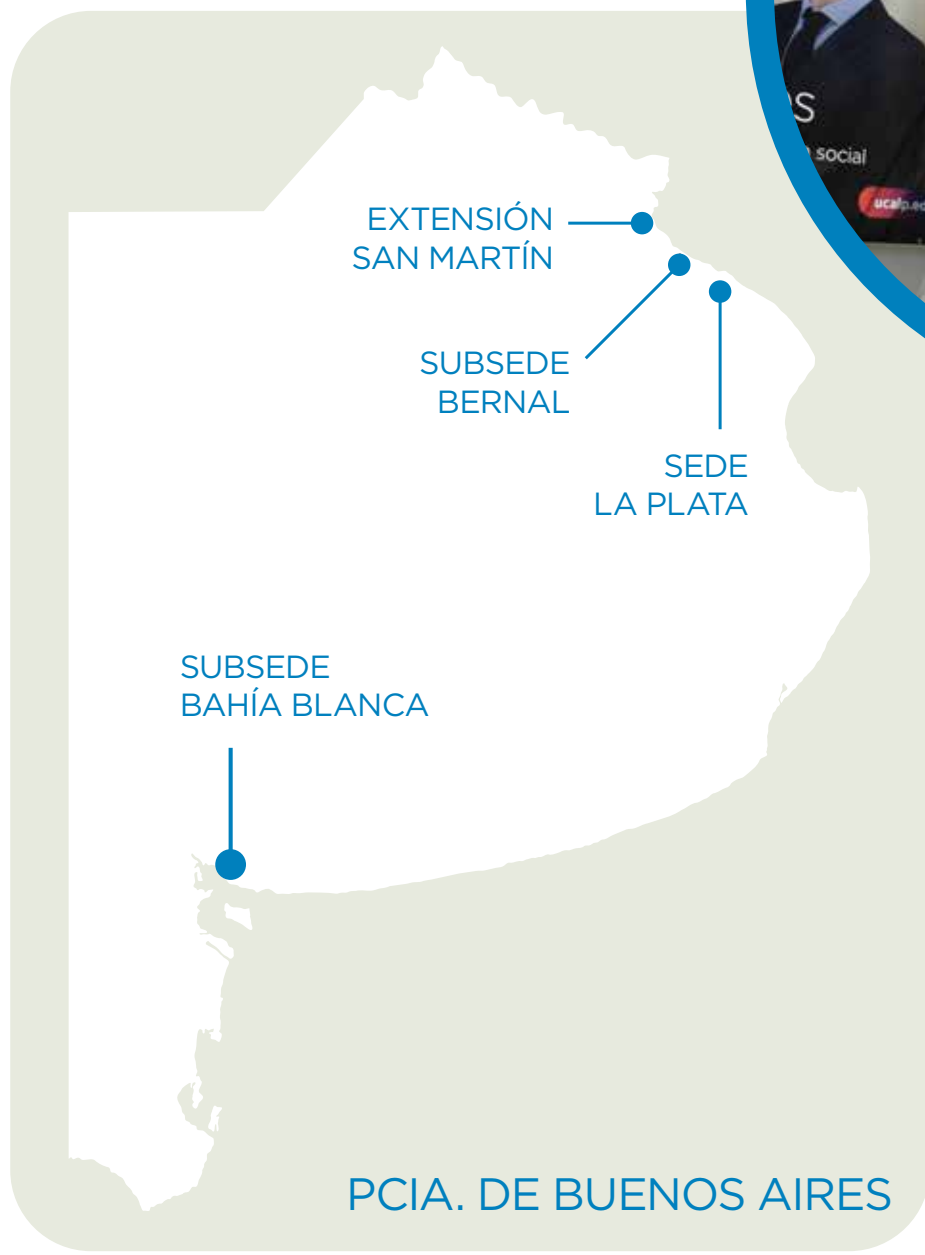 social
EXTENSIÓN
SAN MARTÍN
SUBSEDE
BERNAL
SEDE
LA PLATA
SUBSEDE
BAHÍA BLANCA
PCIA. DE BUENOS AIRES